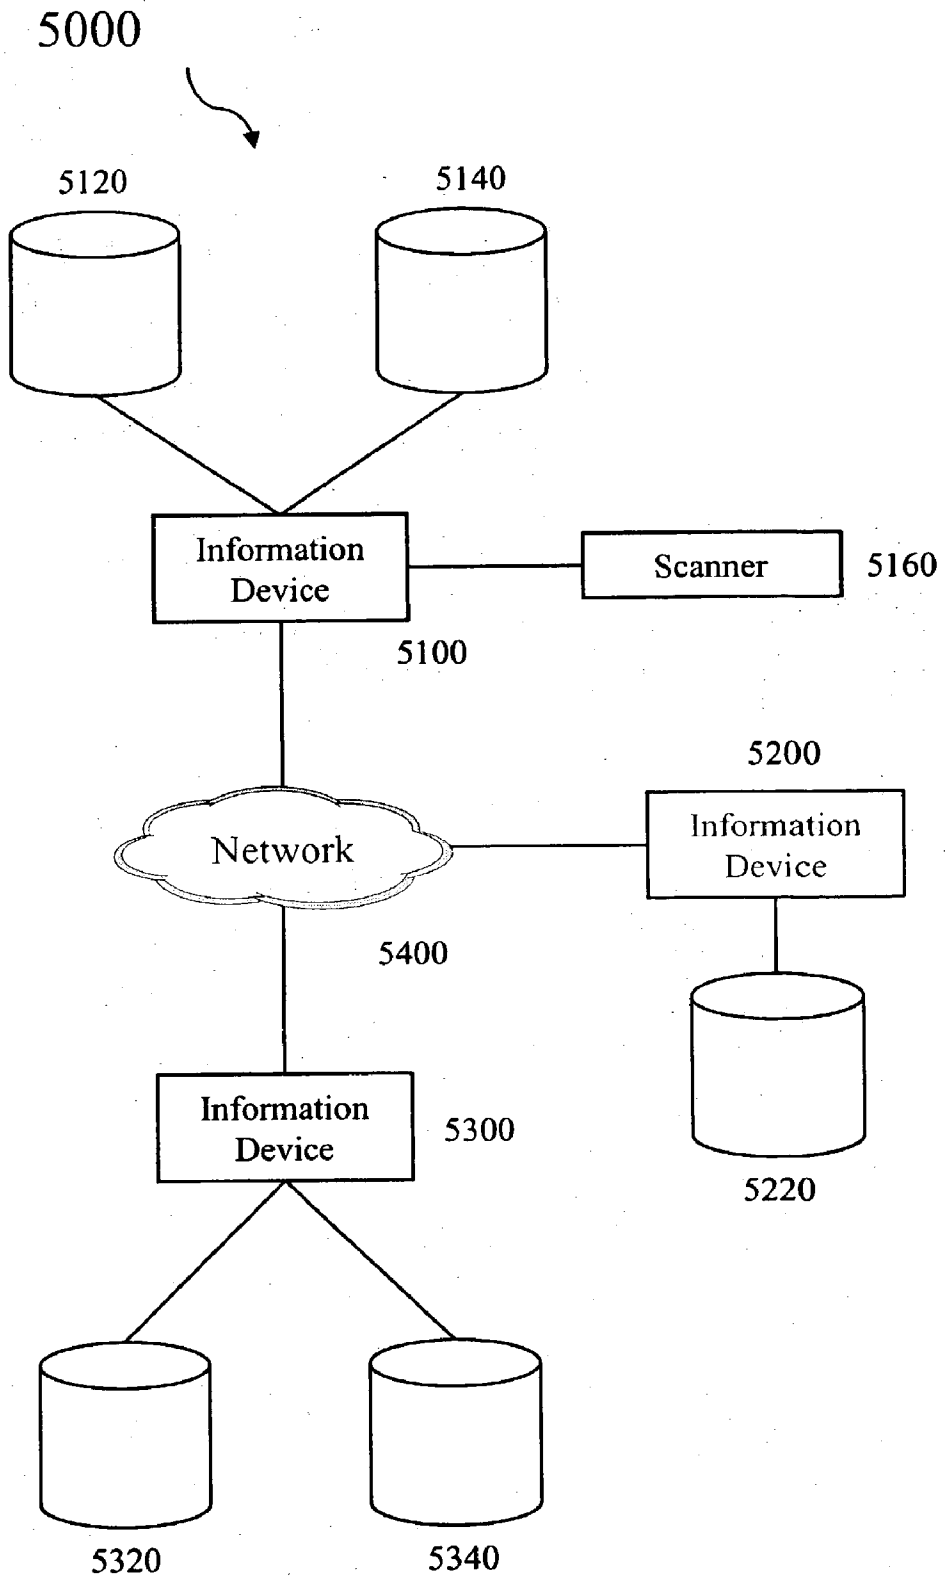 5000
5120
5140
Information
Device
Scanner
5160
5100
5200
Information
Device
Network
5400
Information
Device
5300
5220
5320
5340